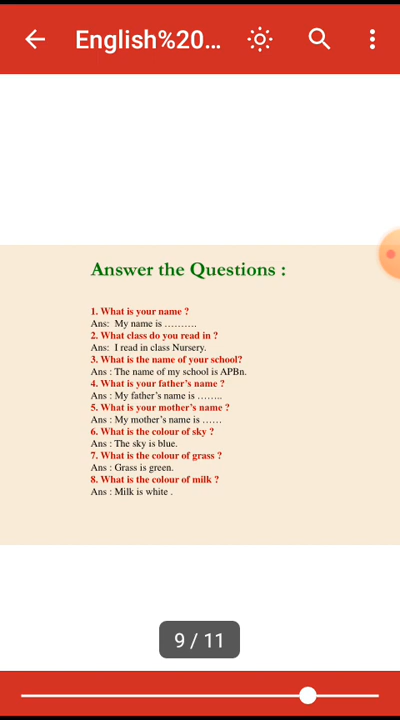 English%20...
Answer the Questions :
1. What is your name ?
Ans:  My name is ……….
2. What class do you read in ?
Ans:  I read in class Nursery.
3. What is the name of your school?
Ans : The name of my school is APBn.
4. What is your father’s name ?
Ans : My father’s name is ……..
5. What is your mother’s name ?
Ans : My mother’s name is ……
6. What is the colour of sky ?
Ans : The sky is blue.
7. What is the colour of grass ?
Ans : Grass is green.
8. What is the colour of milk ?
Ans : Milk is white .
9 / 11